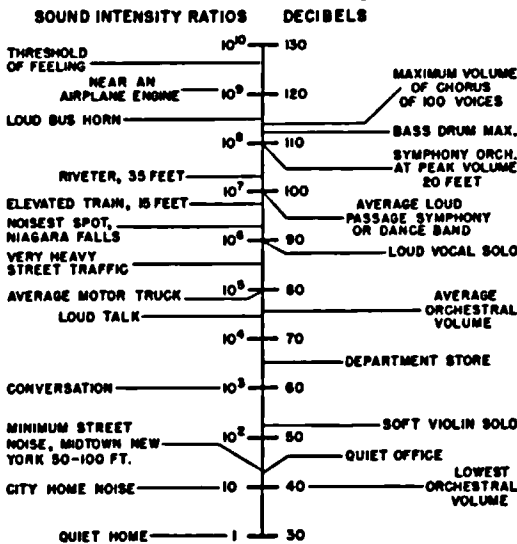 SOUND INTENSITY RATIOS
DECIBELS
10¹⁰
130
THRESHOLD
OF FEELING
NEAR AN
AIRPLANE ENGINE
10⁹
120
MAXIMUM VOLUME
OF CHORUS
OF 100 VOICES
LOUD BUS HORN
BASS DRUM MAX.
10⁸
110
SYMPHONY ORCH.
AT PEAK VOLUME
20 FEET
RIVETER, 35 FEET
10⁷
100
ELEVATED TRAIN, 15 FEET
AVERAGE LOUD
PASSAGE SYMPHONY
OR DANCE BAND
NOISEST SPOT,
NIAGARA FALLS
10⁶
90
LOUD VOCAL SOLO
VERY HEAVY
STREET TRAFFIC
10⁵
80
AVERAGE MOTOR TRUCK
AVERAGE
ORCHESTRAL
VOLUME
LOUD TALK
10⁴
70
DEPARTMENT STORE
CONVERSATION
10³
60
MINIMUM STREET
NOISE, MIDTOWN NEW
YORK 50-100 FT.
SOFT VIOLIN SOLO
10²
50
QUIET OFFICE
CITY HOME NOISE
10
40
LOWEST
ORCHESTRAL
VOLUME
QUIET HOME
1
30